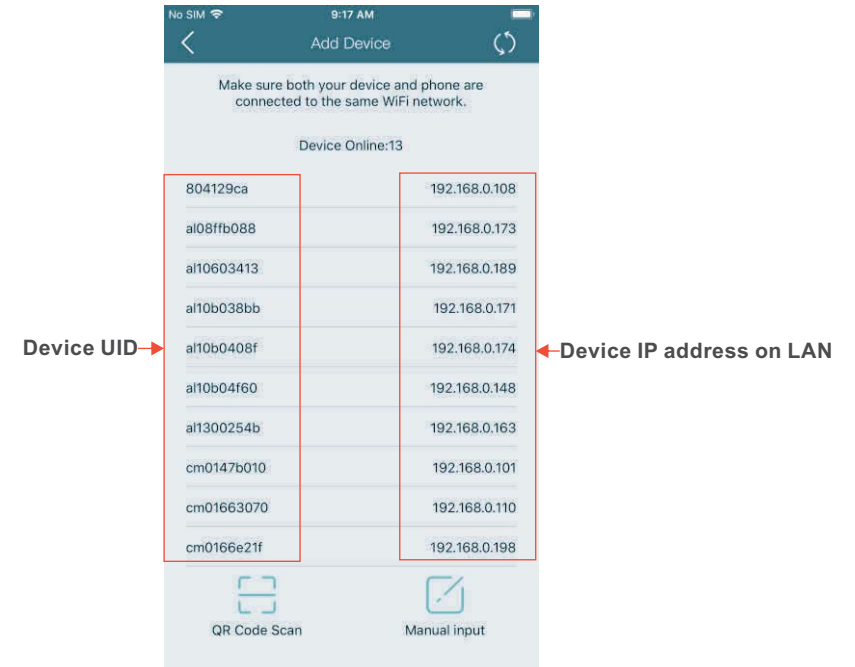 No SIM 9:17 AM
Add Device
Make sure both your device and phone are
connected to the same WiFi network.
Device Online:13
804129ca 192.168.0.108
al08ffb088 192.168.0.173
al10603413 192.168.0.189
al10b038bb 192.168.0.171
Device UID al10b0408f 192.168.0.174 Device IP address on LAN
al10b04f60 192.168.0.148
al1300254b 192.168.0.163
cm0147b010 192.168.0.101
cm01663070 192.168.0.110
cm0166e21f 192.168.0.198
QR Code Scan Manual input